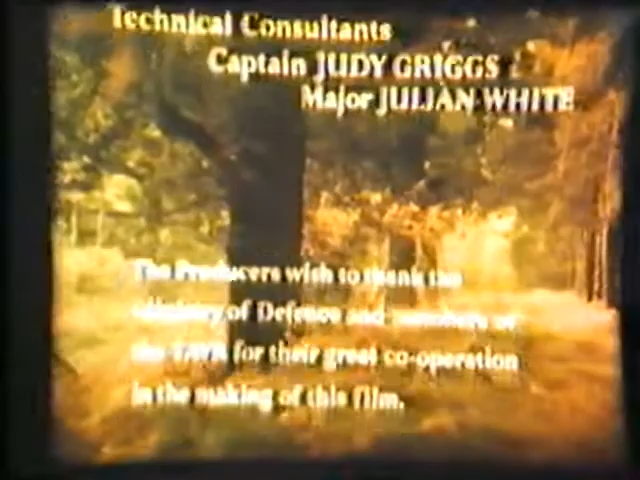 Technical Consultants
Captain JUDY GRIGGS
Major JULIAN WHITE
The Producers wish to thank the
Ministry of Defence and members of
the TAVR for their great co-operation
in the making of this film.